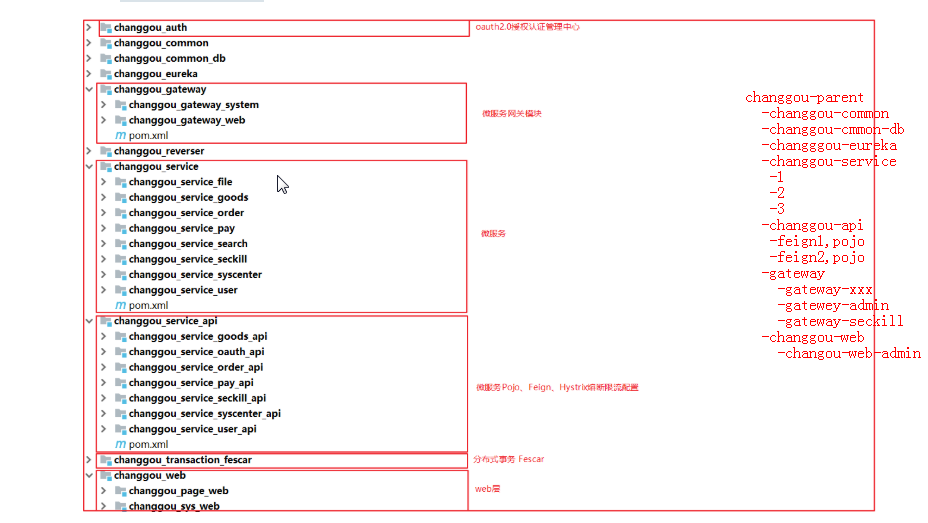 changgou_auth
oauth2.0授权认证管理中心
changgou_common
changgou_common_db
changgou_eureka
changgou_gateway
changgou_gateway_system
changgou_gateway_web
pom.xml
微服务网关模块
changgou_reverser
changgou_service
changgou_service_file
changgou_service_goods
changgou_service_order
changgou_service_pay
changgou_service_search
changgou_service_seckill
changgou_service_syscenter
changgou_service_user
pom.xml
微服务
changgou_service_api
changgou_service_goods_api
changgou_service_oauth_api
changgou_service_order_api
changgou_service_pay_api
changgou_service_seckill_api
changgou_service_syscenter_api
changgou_service_user_api
pom.xml
微服务Pojo、Feign、Hystrix熔断限流配置
changgou_transaction_fescar
分布式事务 Fescar
changgou_web
changgou_page_web
changgou_sys_web
web层
changgou-parent
-changgou-common
-changgou-cmmon-db
-changggou-eureka
-changgou-service
-1
-2
-3
-changgou-api
-feign1,pojo
-feign2,pojo
-gateway
-gateway-xxx
-gatewey-admin
-gateway-seckill
-changgou-web
-changou-web-admin